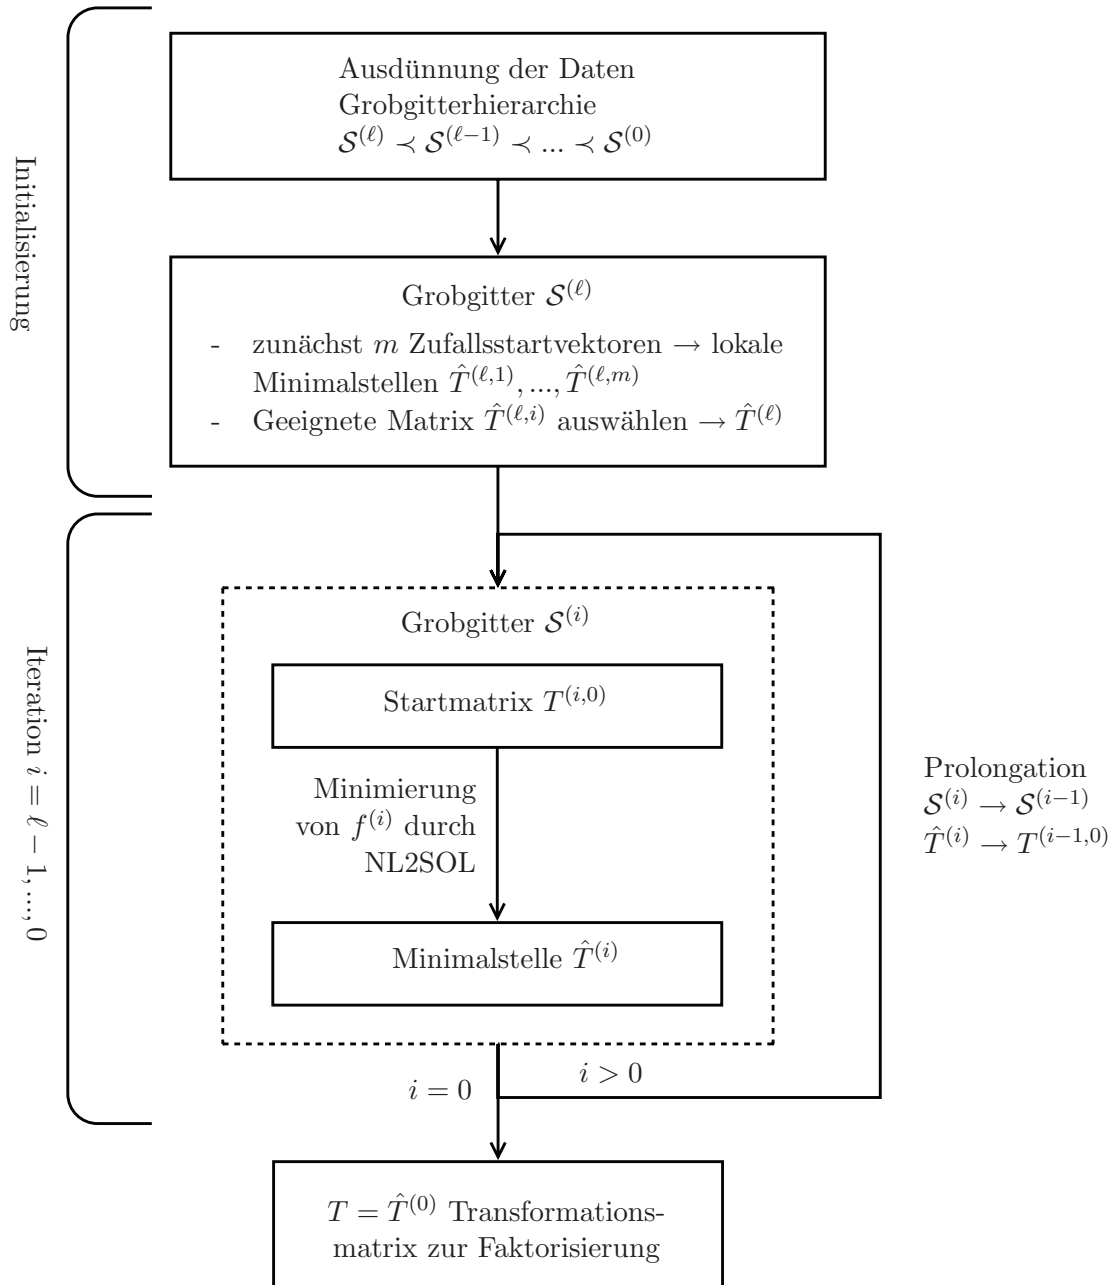 Ausdünnung der Daten
Grobgitterhierarchie
𝒮^(ℓ) ≺ 𝒮^(ℓ−1) ≺ ... ≺ 𝒮^(0)
Initialisierung
Grobgitter 𝒮^(ℓ)
- zunächst m Zufallsstartvektoren → lokale
Minimalstellen T̂^(ℓ,1), ..., T̂^(ℓ,m)
- Geeignete Matrix T̂^(ℓ,i) auswählen → T̂^(ℓ)
Iteration i = ℓ − 1, ..., 0
Grobgitter 𝒮^(i)
Startmatrix T^(i,0)
Minimierung
von f^(i) durch
NL2SOL
Minimalstelle T̂^(i)
Prolongation
𝒮^(i) → 𝒮^(i−1)
T̂^(i) → T^(i−1,0)
i = 0
i > 0
T = T̂^(0) Transformations-
matrix zur Faktorisierung